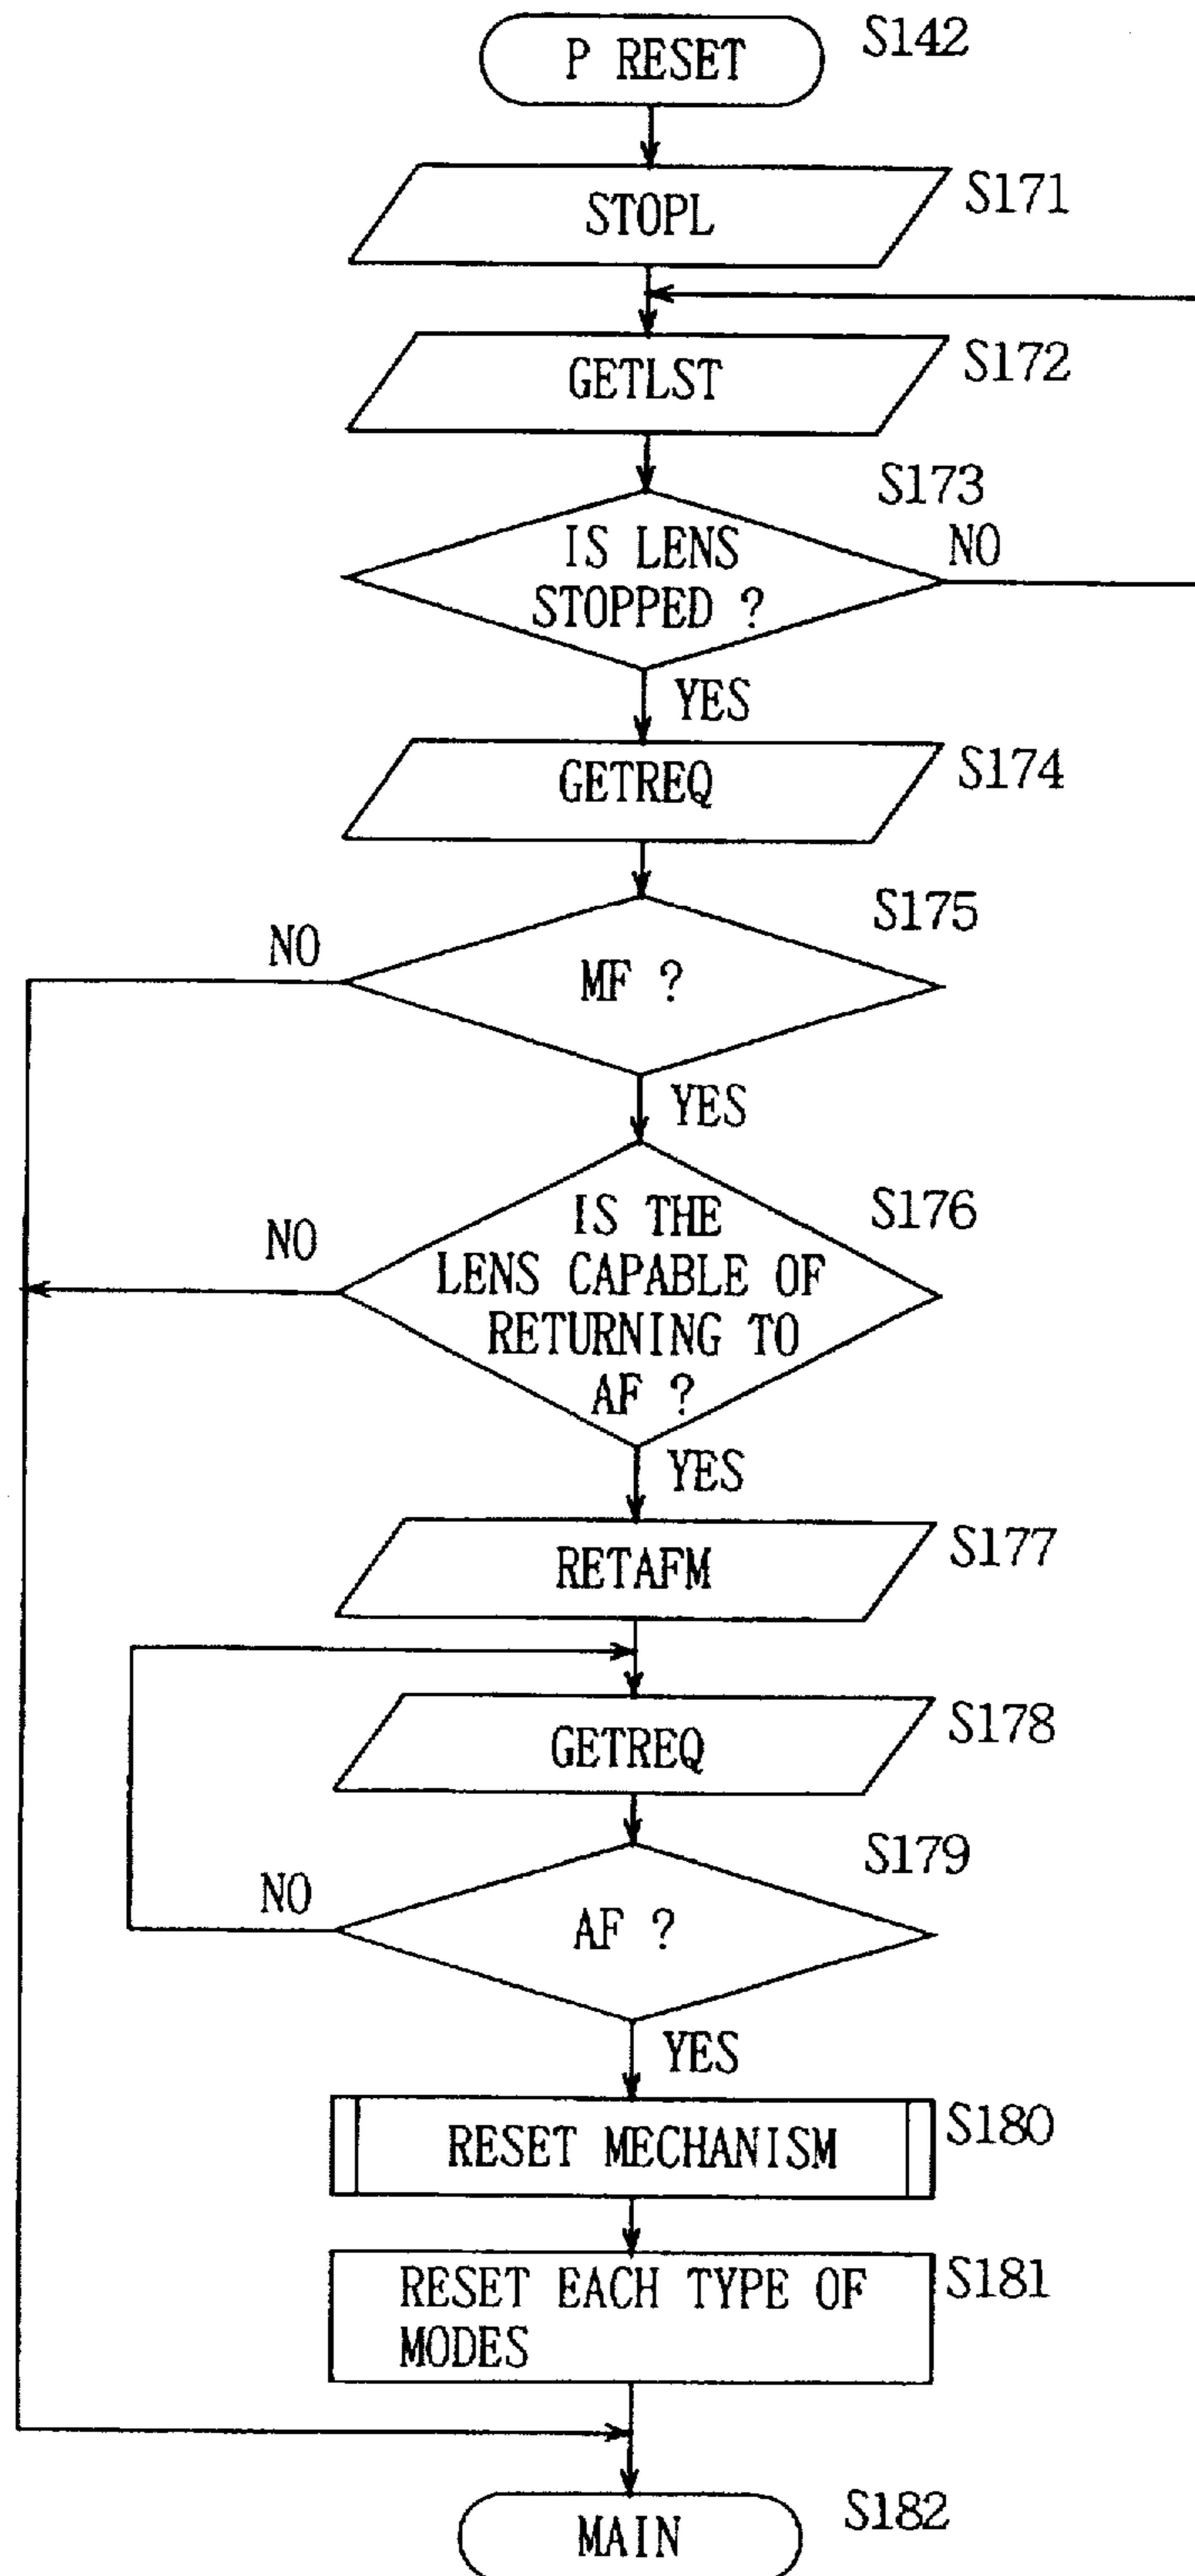 P RESET
S142
STOPL
S171
GETLST
S172
S173
IS LENS
STOPPED ?
NO
YES
GETREQ
S174
S175
NO
MF ?
YES
S176
NO
IS THE
LENS CAPABLE OF
RETURNING TO
AF ?
YES
RETAFM
S177
GETREQ
S178
S179
NO
AF ?
YES
RESET MECHANISM
S180
RESET EACH TYPE OF
MODES
S181
MAIN
S182